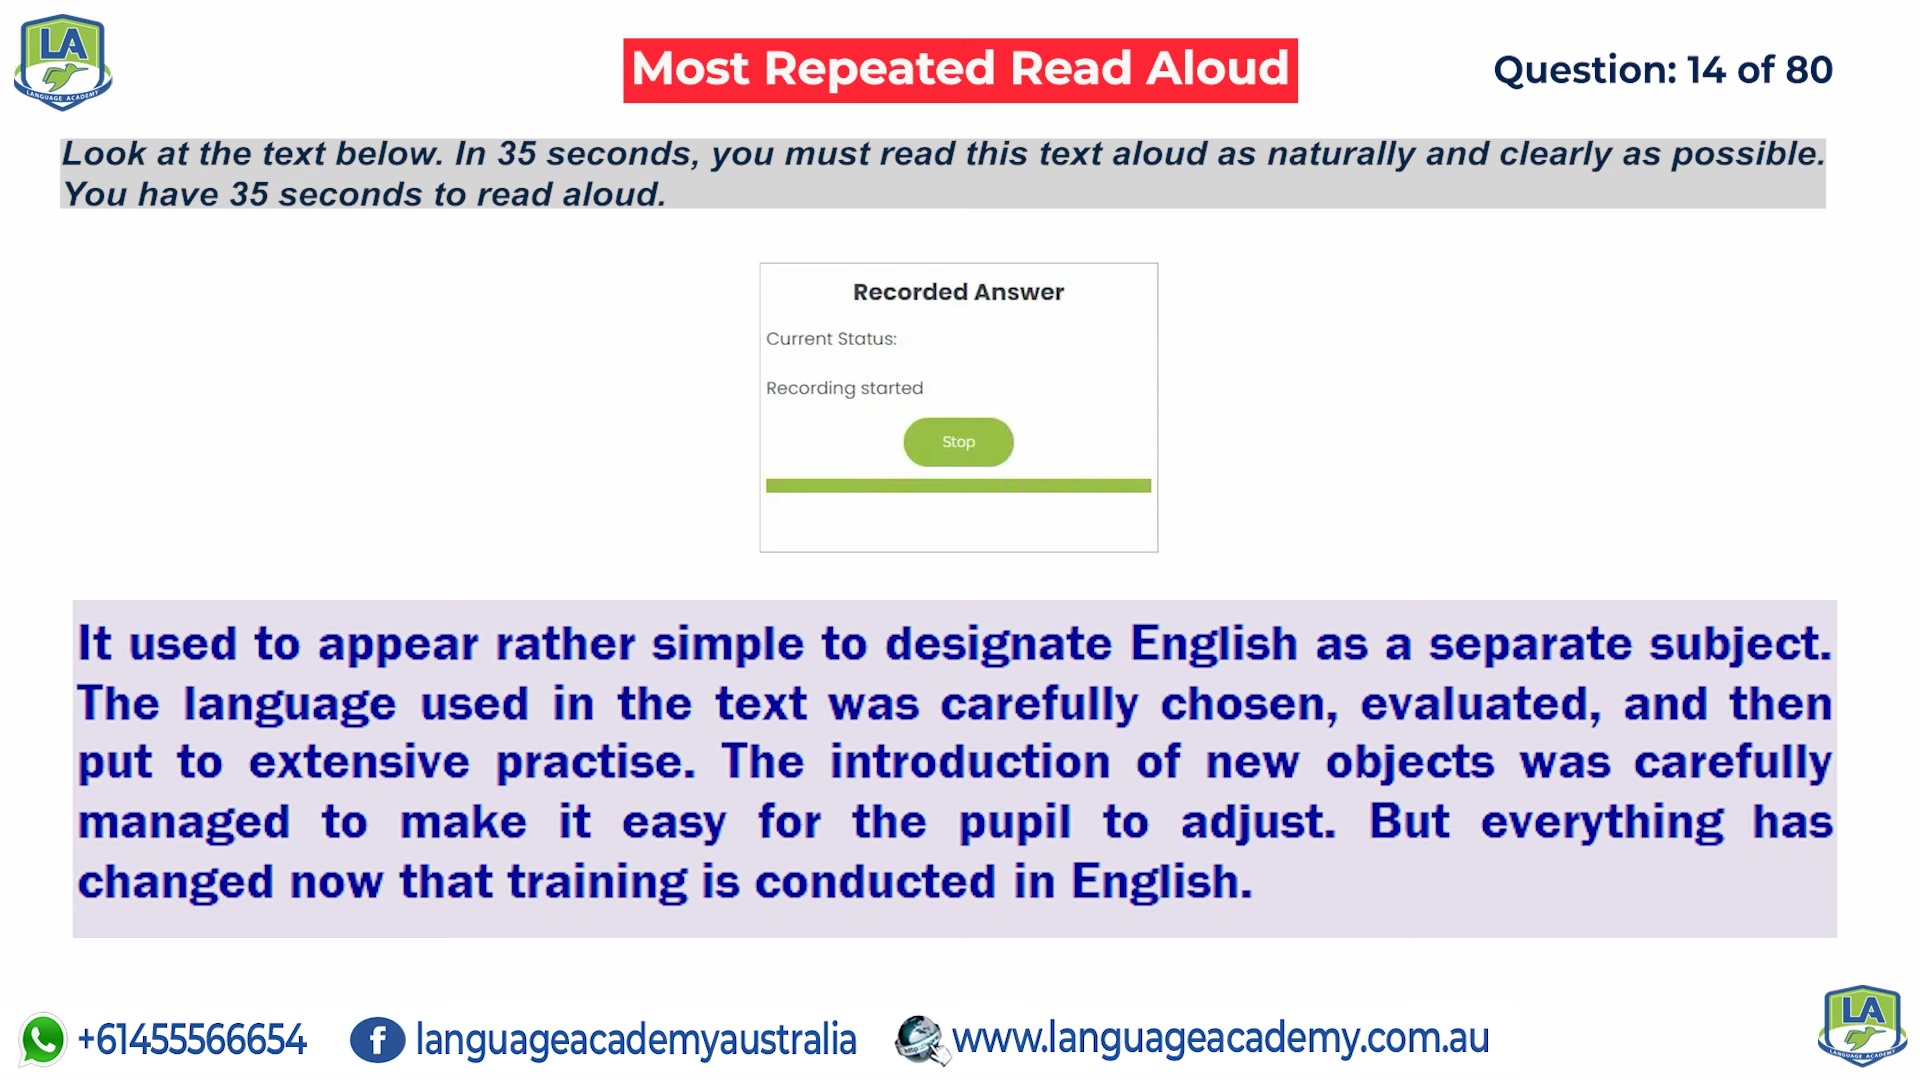 LA
LANGUAGE ACADEMY
Most Repeated Read Aloud
Question: 14 of 80
Look at the text below. In 35 seconds, you must read this text aloud as naturally and clearly as possible.
You have 35 seconds to read aloud.
Recorded Answer
Current Status:
Recording started
Stop
It used to appear rather simple to designate English as a separate subject.
The language used in the text was carefully chosen, evaluated, and then
put to extensive practise. The introduction of new objects was carefully
managed to make it easy for the pupil to adjust. But everything has
changed now that training is conducted in English.
+61455566654
f languageacademyaustralia
http www.languageacademy.com.au
LA
LANGUAGE ACADEMY